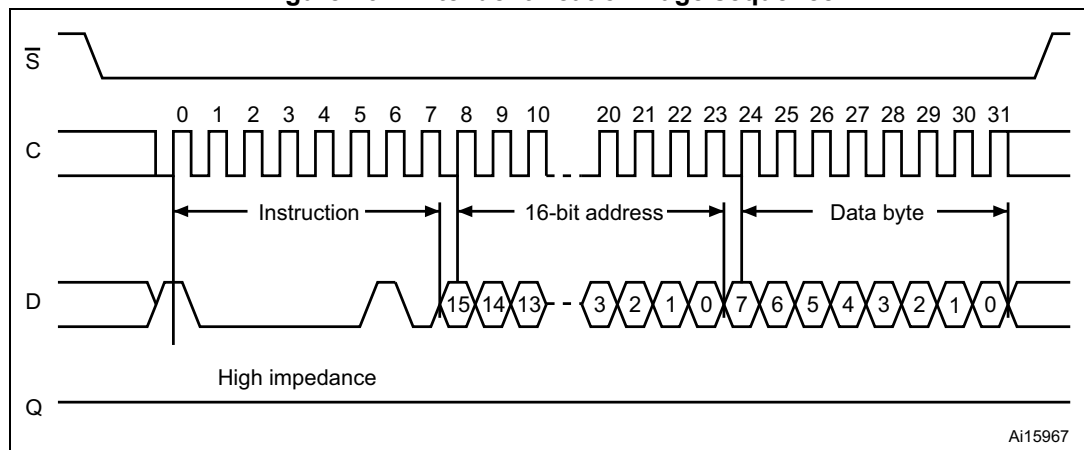 S̅
0 1 2 3 4 5 6 7 8 9 10 20 21 22 23 24 25 26 27 28 29 30 31
C
Instruction 16-bit address Data byte
D
15 14 13 3 2 1 0 7 6 5 4 3 2 1 0
High impedance
Q
Ai15967